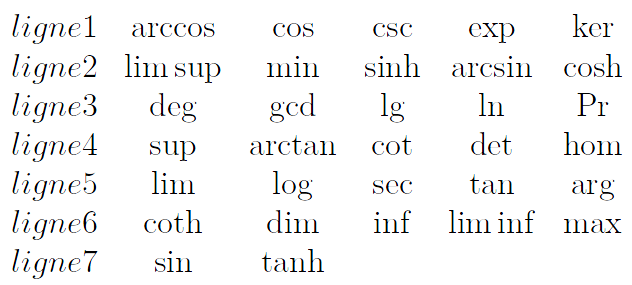 ligne1 arccos cos csc exp ker
ligne2 lim sup min sinh arcsin cosh
ligne3 deg gcd lg ln Pr
ligne4 sup arctan cot det hom
ligne5 lim log sec tan arg
ligne6 coth dim inf lim inf max
ligne7 sin tanh